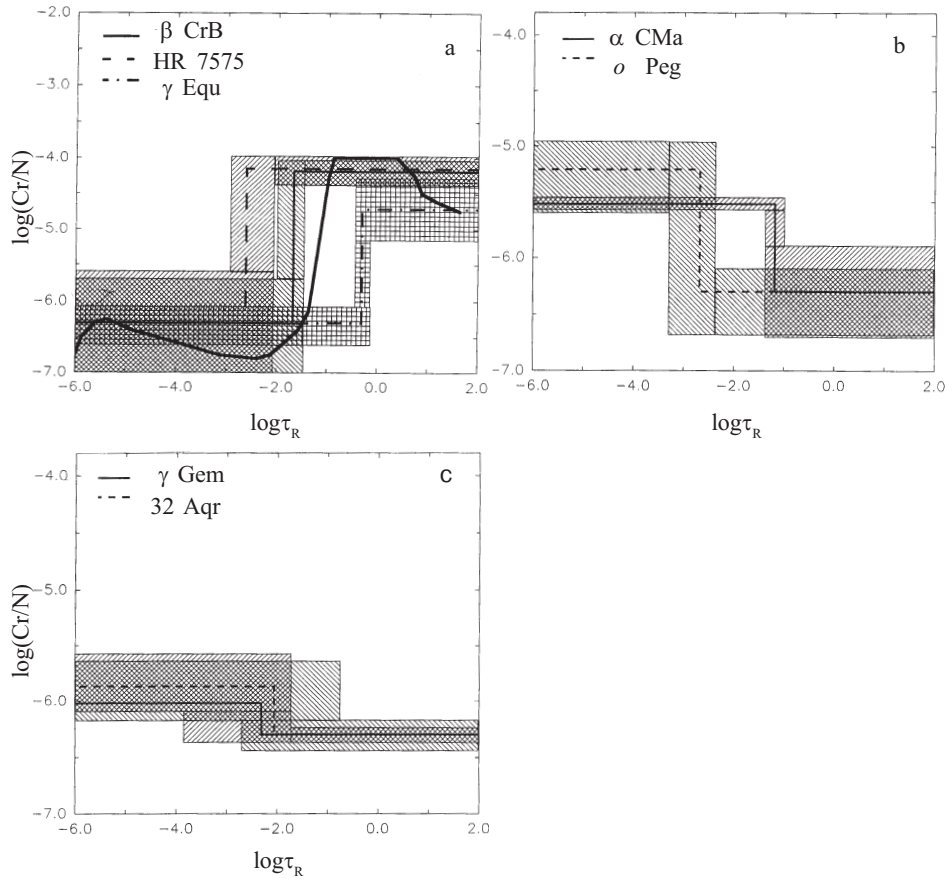 −2.0
β CrB
HR 7575
γ Equ
a
−3.0
−4.0
−5.0
−6.0
−7.0
log(Cr/N)
−6.0 −4.0 −2.0 0.0 2.0
logτR
−4.0
α CMa
o Peg
b
−5.0
−6.0
−7.0
−6.0 −4.0 −2.0 0.0 2.0
logτR
−4.0
γ Gem
32 Aqr
c
−5.0
−6.0
−7.0
log(Cr/N)
−6.0 −4.0 −2.0 0.0 2.0
logτR